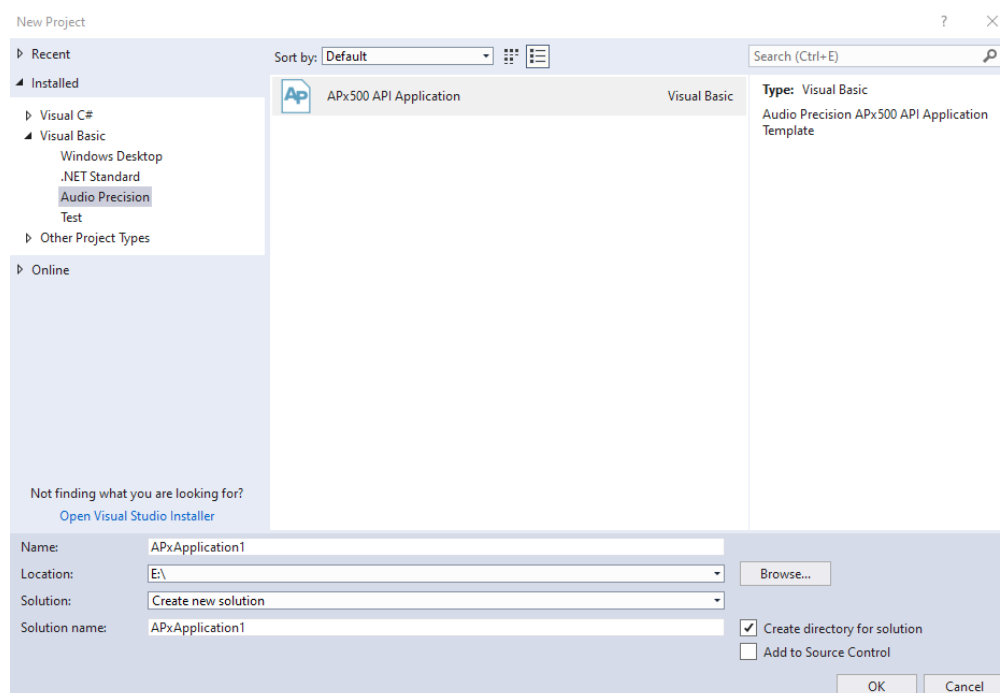 New Project
Recent
Sort by: Default
Search (Ctrl+E)
Installed
Visual C#
Visual Basic
Windows Desktop
.NET Standard
Audio Precision
Test
Other Project Types
Online
AP APx500 API Application Visual Basic
Type: Visual Basic
Audio Precision APx500 API Application
Template
Not finding what you are looking for?
Open Visual Studio Installer
Name: APxApplication1
Location: E:\ Browse...
Solution: Create new solution
Solution name: APxApplication1
Create directory for solution
Add to Source Control
OK Cancel